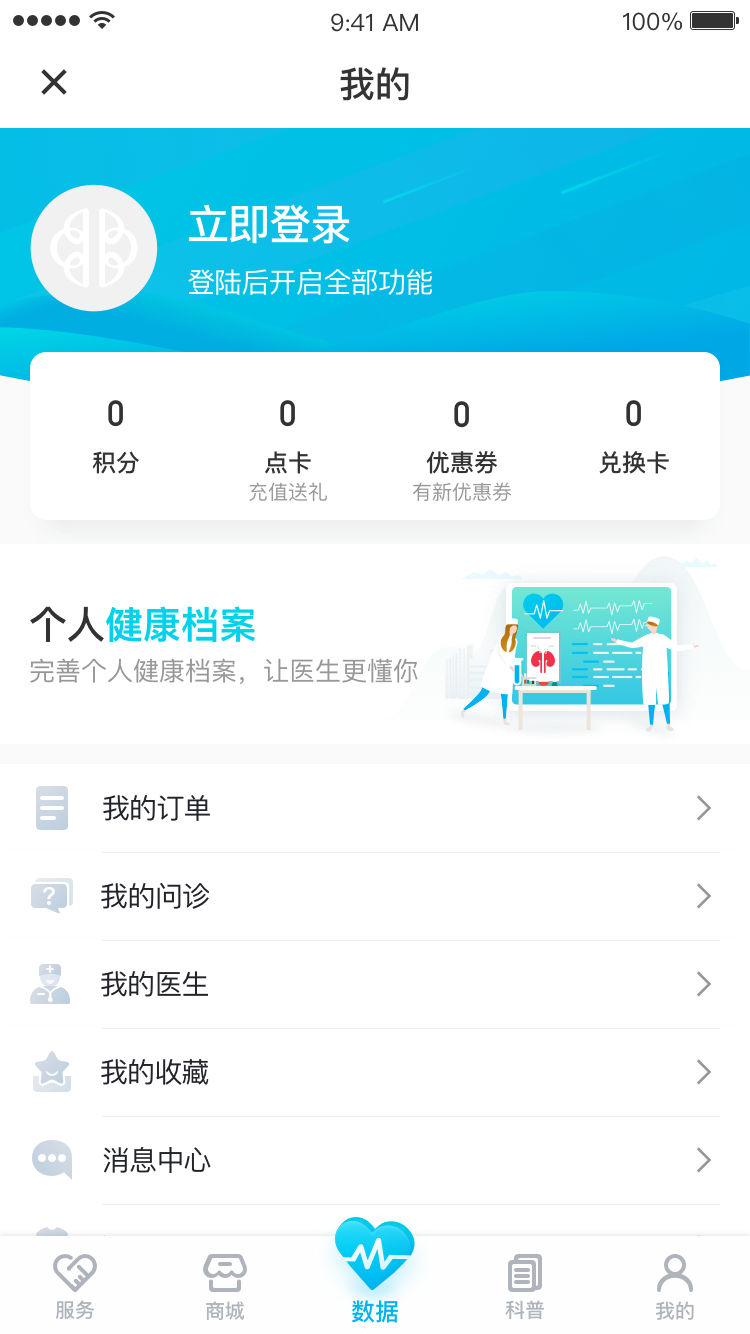 9:41 AM
100%
我的
立即登录
登陆后开启全部功能
0 0 0 0
积分 点卡 优惠券 兑换卡
充值送礼 有新优惠券
个人健康档案
完善个人健康档案，让医生更懂你
我的订单
我的问诊
我的医生
我的收藏
消息中心
服务 商城 数据 科普 我的